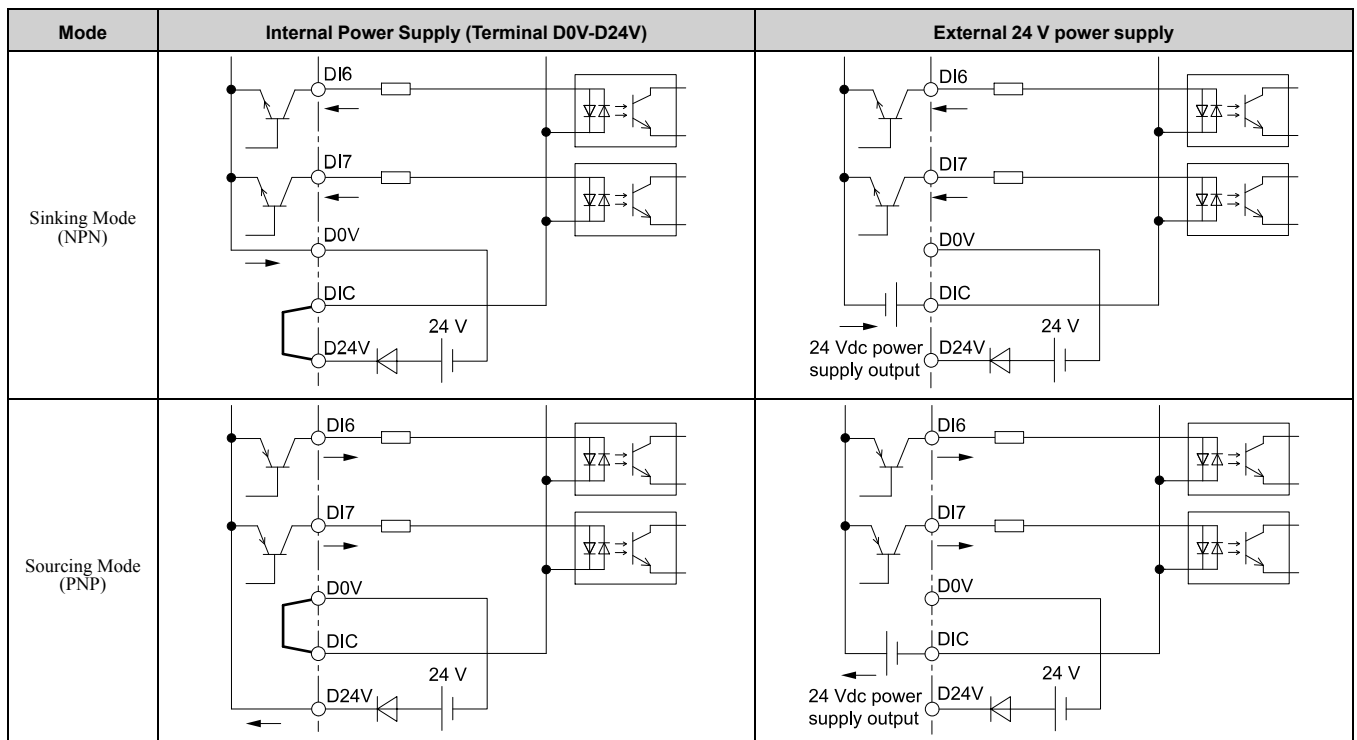 Mode
Internal Power Supply (Terminal D0V-D24V)
External 24 V power supply
Sinking Mode
(NPN)
DI6
DI7
D0V
DIC
24 V
D24V
DI6
DI7
D0V
DIC
24 V
24 Vdc power
supply output
D24V
Sourcing Mode
(PNP)
DI6
DI7
D0V
DIC
24 V
D24V
DI6
DI7
D0V
DIC
24 V
24 Vdc power
supply output
D24V